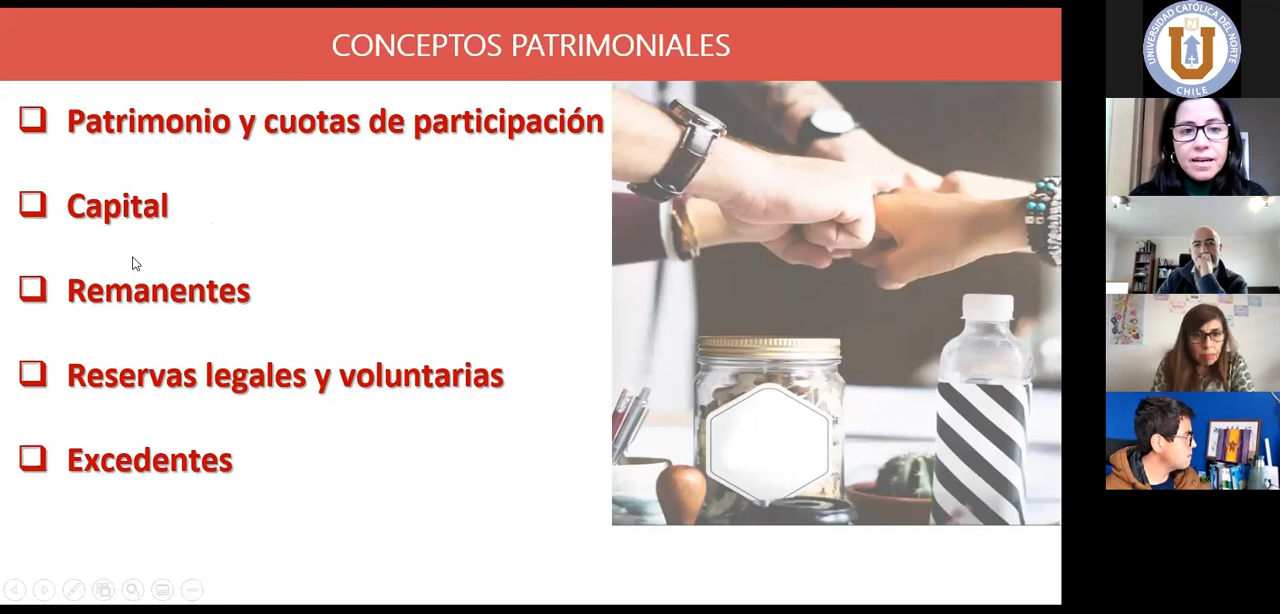 CONCEPTOS PATRIMONIALES
Patrimonio y cuotas de participación
Capital
Remanentes
Reservas legales y voluntarias
Excedentes
UNIVERSIDAD CATÓLICA DEL NORTE
N
U
CHILE